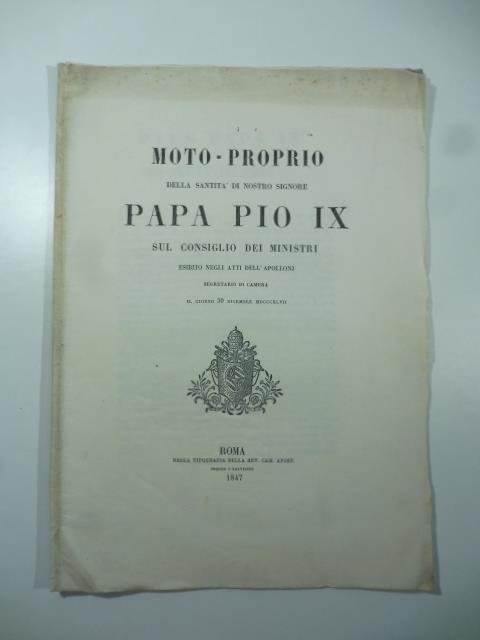 MOTO - PROPRIO
DELLA SANTITA' DI NOSTRO SIGNORE
PAPA PIO IX
SUL CONSIGLIO DEI MINISTRI
ESIBITO NEGLI ATTI DELL' APOLLONJ
SEGRETARIO DI CAMERA
IL GIORNO 30 DICEMBRE MDCCCXLVII
ROMA
NELLA TIPOGRAFIA DELLA REV. CAM. APOST.
1847